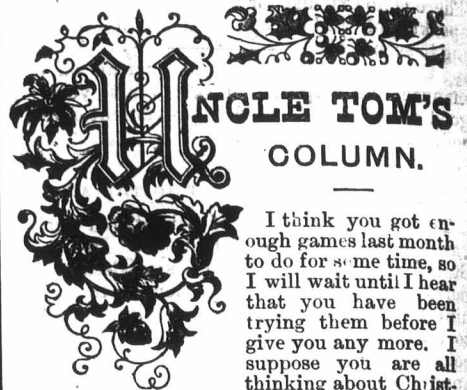 UNCLE TOM'S
COLUMN.
I think you got en-
ough games last month
to do for some time, so
I will wait until I hear
that you have been
trying them before I
give you any more. I
suppose you are all
thinking about Christ-